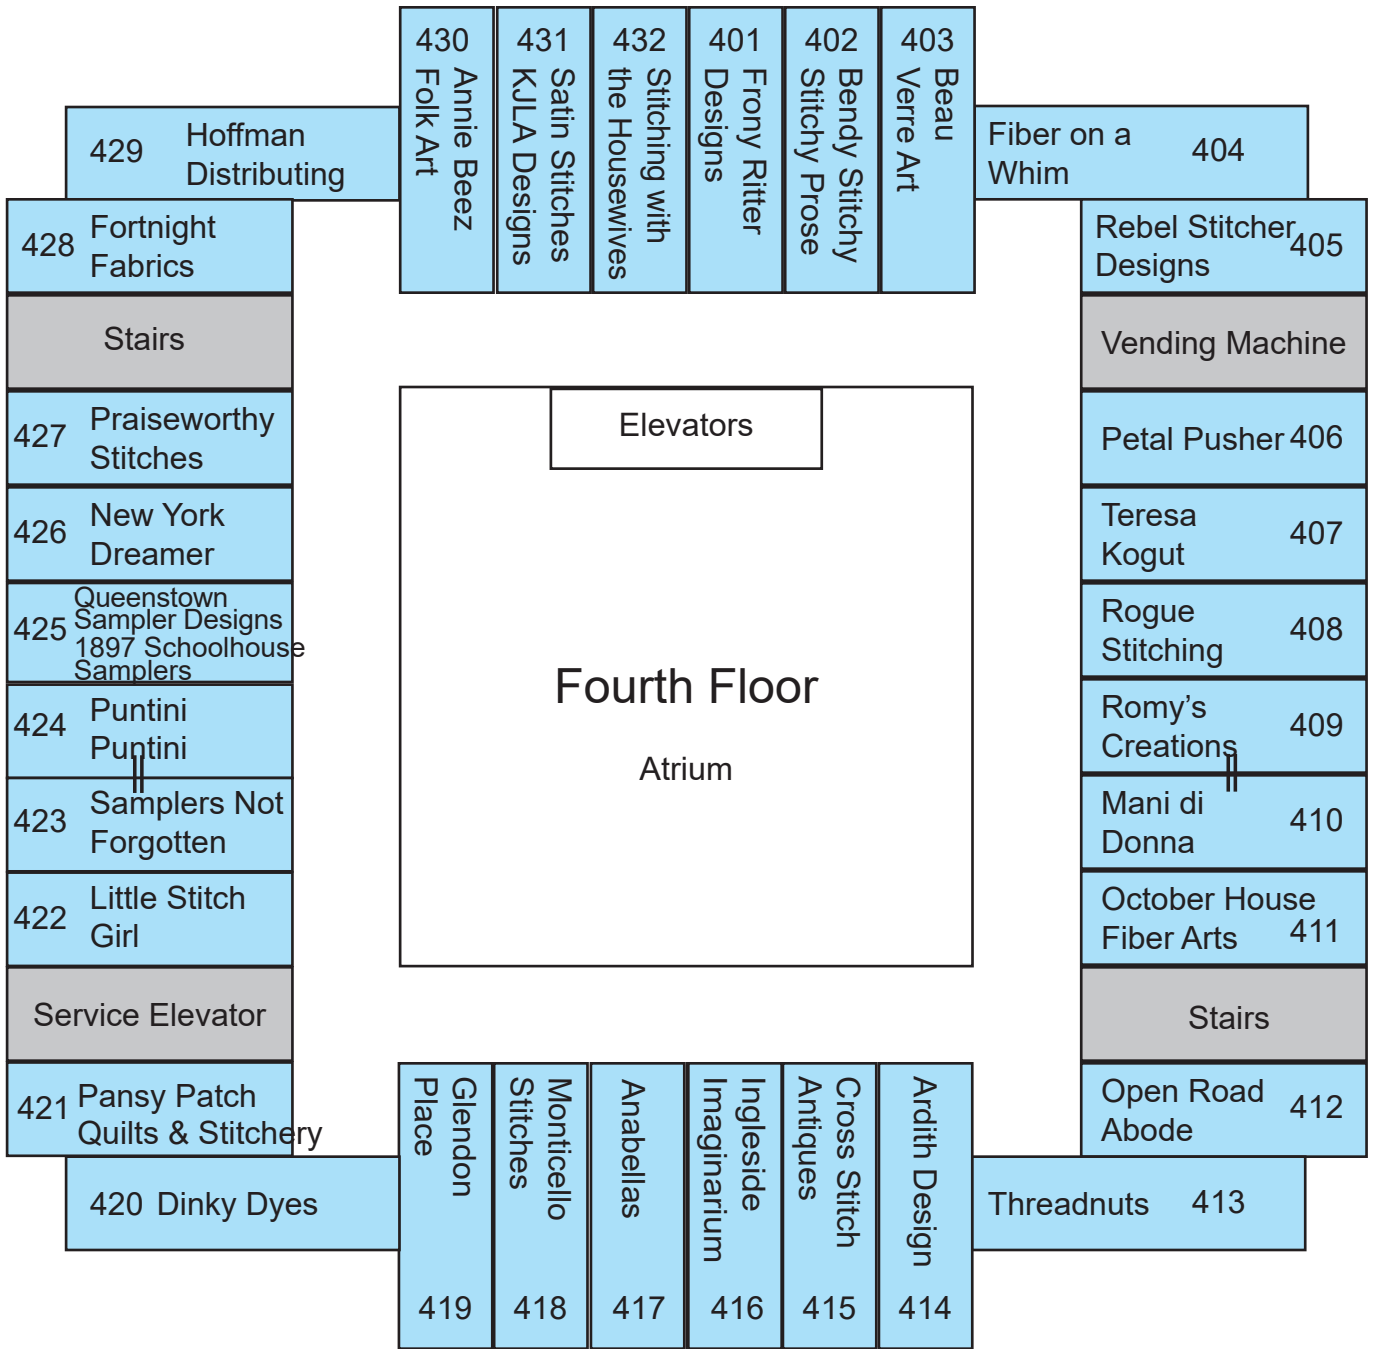 430
Annie Beez
Folk Art
431
Satin Stitches
KJLA Designs
432
Stitching with
the Housewives
401
Frony Ritter
Designs
402
Bendy Stitchy
Stitchy Prose
403
Beau
Verre Art
429
Hoffman
Distributing
Fiber on a
Whim
404
428
Fortnight
Fabrics
Rebel Stitcher
Designs
405
Stairs
Vending Machine
427
Praiseworthy
Stitches
Elevators
Petal Pusher
406
426
New York
Dreamer
Teresa
Kogut
407
425
Queenstown
Sampler Designs
1897 Schoolhouse
Samplers
Rogue
Stitching
408
424
Puntini
Puntini
Fourth Floor
Atrium
Romy's
Creations
409
423
Samplers Not
Forgotten
Mani di
Donna
410
422
Little Stitch
Girl
October House
Fiber Arts
411
Service Elevator
Stairs
421
Pansy Patch
Quilts & Stitchery
Open Road
Abode
412
420 Dinky Dyes
Glendon
Place
419
Monticello
Stitches
418
Anabellas
417
Ingleside
Imaginarium
416
Cross Stitch
Antiques
415
Ardith Design
414
Threadnuts
413